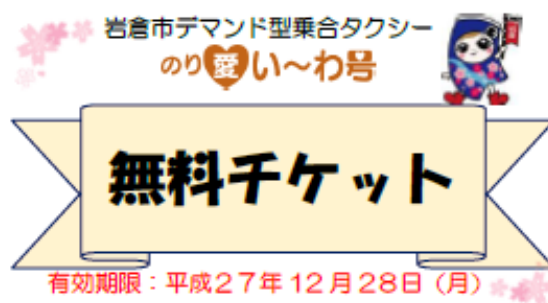 岩倉市デマンド型乗合タクシー
のり愛い～わ号
無料チケット
有効期限：平成２７年１２月２８日（月）